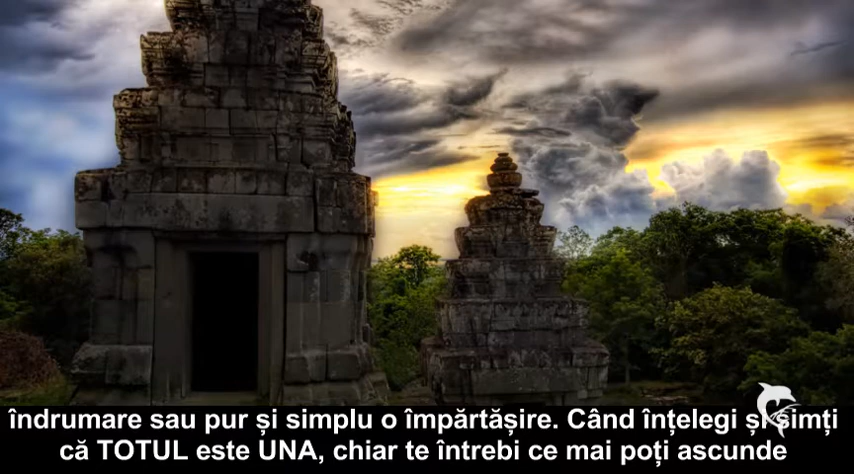 îndrumare sau pur și simplu o împărtășire. Când înțelegi și simți
că TOTUL este UNA, chiar te întrebi ce mai poți ascunde